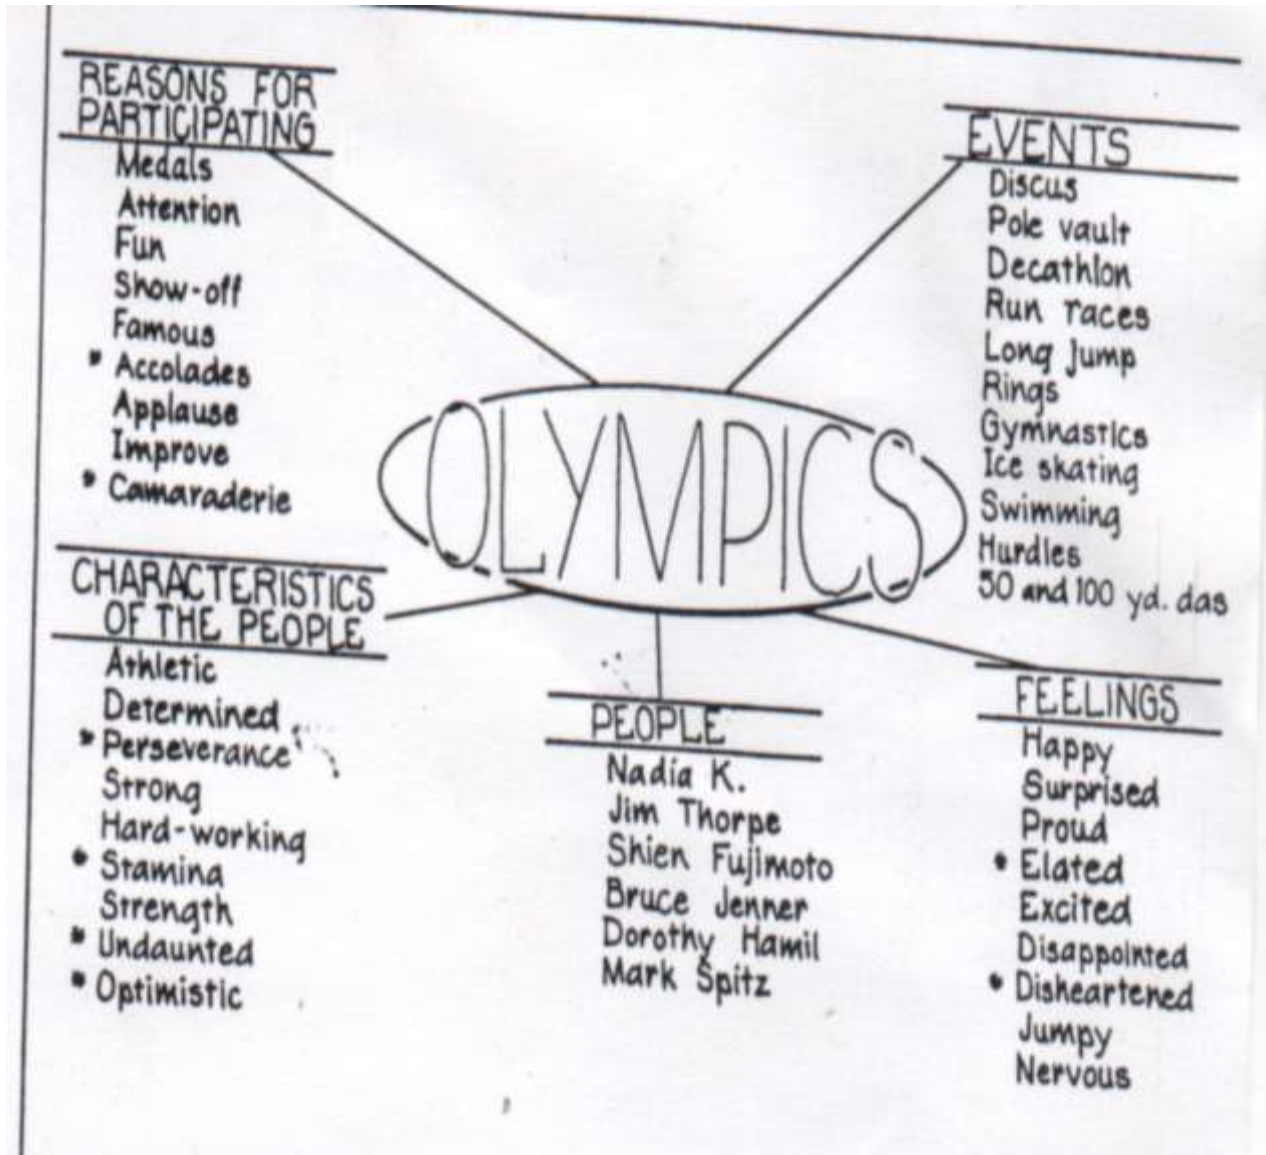 REASONS FOR
PARTICIPATING
Medals
Attention
Fun
Show-off
Famous
* Accolades
Applause
Improve
* Camaraderie
EVENTS
Discus
Pole vault
Decathlon
Run races
Long jump
Rings
Gymnastics
Ice skating
Swimming
Hurdles
50 and 100 yd. das
OLYMPICS
CHARACTERISTICS
OF THE PEOPLE
Athletic
Determined
* Perseverance
Strong
Hard-working
* Stamina
Strength
* Undaunted
* Optimistic
PEOPLE
Nadia K.
Jim Thorpe
Shien Fujimoto
Bruce Jenner
Dorothy Hamil
Mark Spitz
FEELINGS
Happy
Surprised
Proud
* Elated
Excited
Disappointed
* Disheartened
Jumpy
Nervous